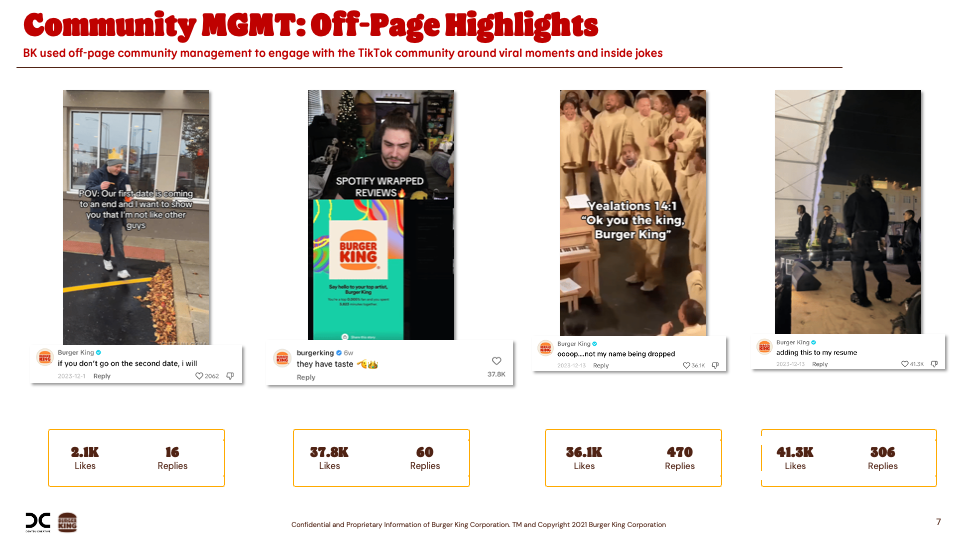 Community MGMT: Off-Page Highlights
BK used off-page community management to engage with the TikTok community around viral moments and inside jokes
POV: Our first date is coming
to an end and I want to show
you that I'm not like other
guys
Burger King
if you don't go on the second date, i will
2023-12-1 Reply 2062
SPOTIFY WRAPPED
REVIEWS🔥
BURGER
KING
Say hello to your top artist,
Burger King
burgerking 6w
they have taste
Reply
37.8K
Yealations 14:1
"Ok you the king,
Burger King"
Burger King
oooop....not my name being dropped
2023-12-13 Reply 36.1K
Burger King
adding this to my resume
2023-12-13 Reply 41.3K
2.1K 16
Likes Replies
37.8K 60
Likes Replies
36.1K 470
Likes Replies
41.3K 306
Likes Replies
DC
BURGER
KING
Confidential and Proprietary Information of Burger King Corporation. TM and Copyright 2021 Burger King Corporation
7